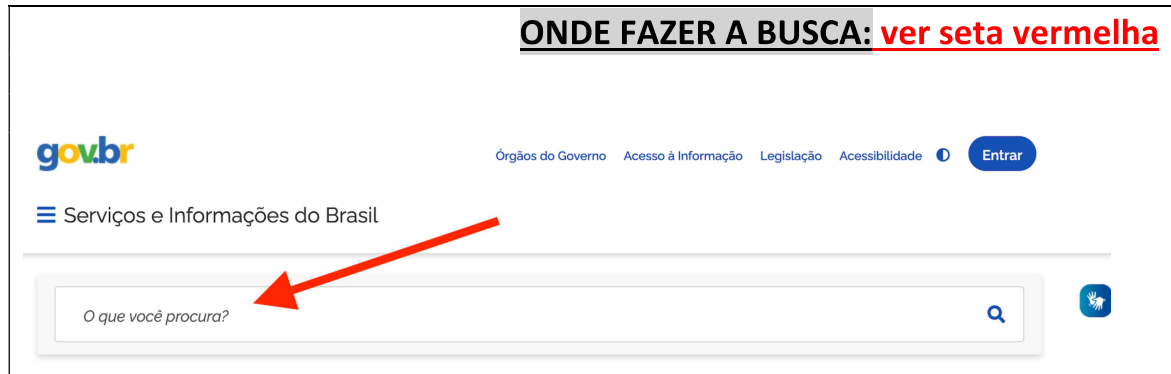 ONDE FAZER A BUSCA: ver seta vermelha
gov.br
Órgãos do Governo Acesso à Informação Legislação Acessibilidade Entrar
Serviços e Informações do Brasil
O que você procura?